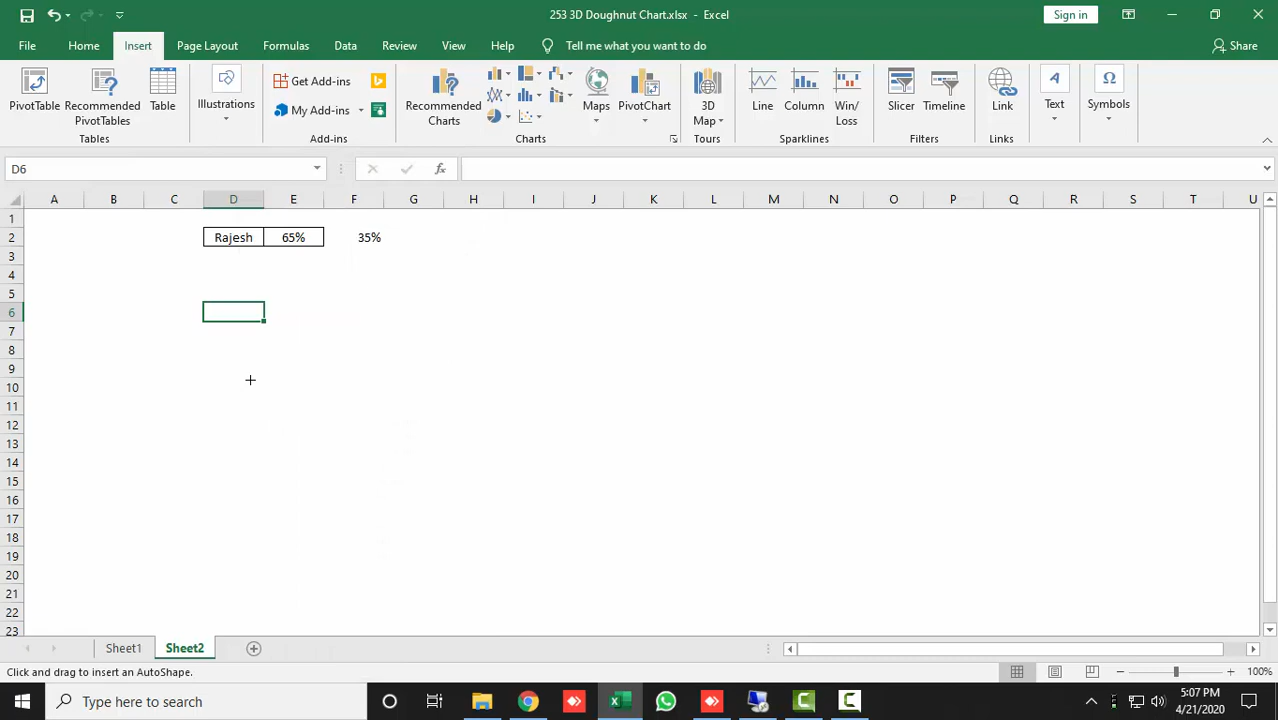 253 3D Doughnut Chart.xlsx - Excel
Sign in
File Home Insert Page Layout Formulas Data Review View Help Tell me what you want to do Share
PivotTable Recommended PivotTables Table Illustrations Get Add-ins My Add-ins Recommended Charts Maps PivotChart 3D Map Line Column Win/Loss Slicer Timeline Link Text Symbols
Tables Add-ins Charts Tours Sparklines Filters Links
D6 fx
A B C D E F G H I J K L M N O P Q R S T U
1
2 Rajesh 65% 35%
3
4
5
6
7
8
9
10
11
12
13
14
15
16
17
18
19
20
21
22
23
Sheet1 Sheet2
Click and drag to insert an AutoShape. 100%
Type here to search 5:07 PM
4/21/2020